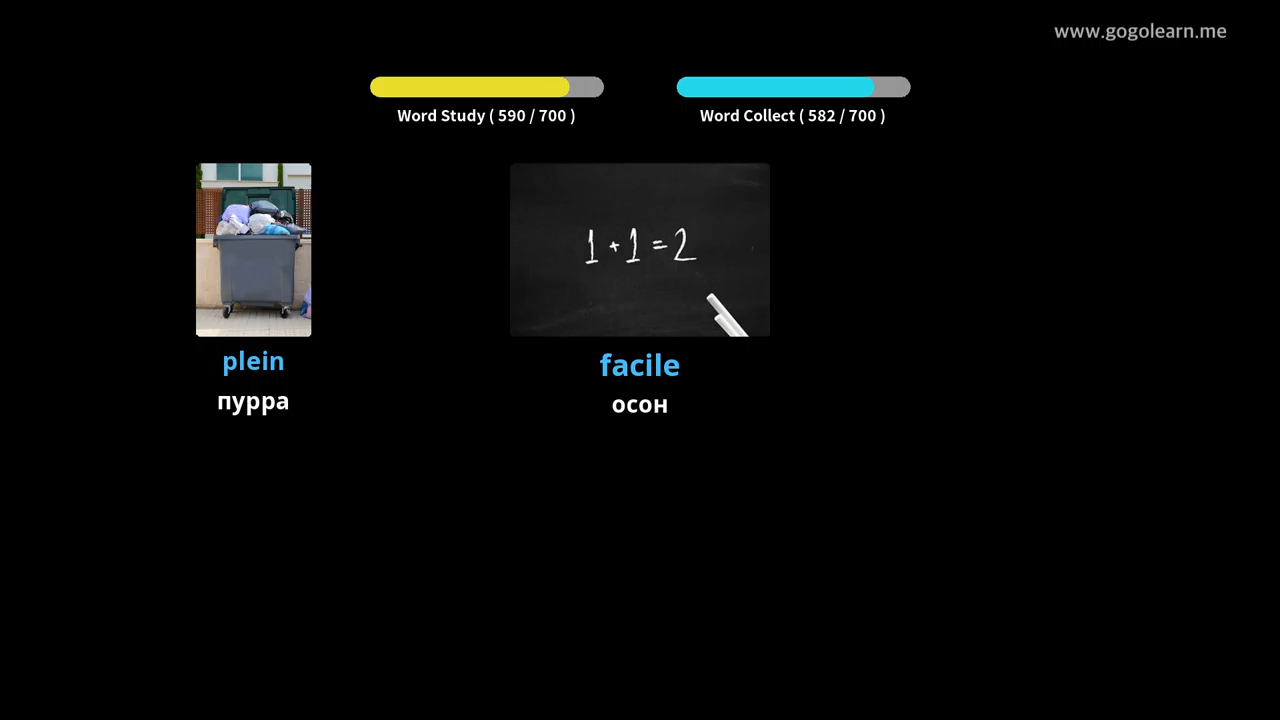 www.gogolearn.me
Word Study ( 590 / 700 )
Word Collect ( 582 / 700 )
1 + 1 = 2
plein
facile
пурра
осон